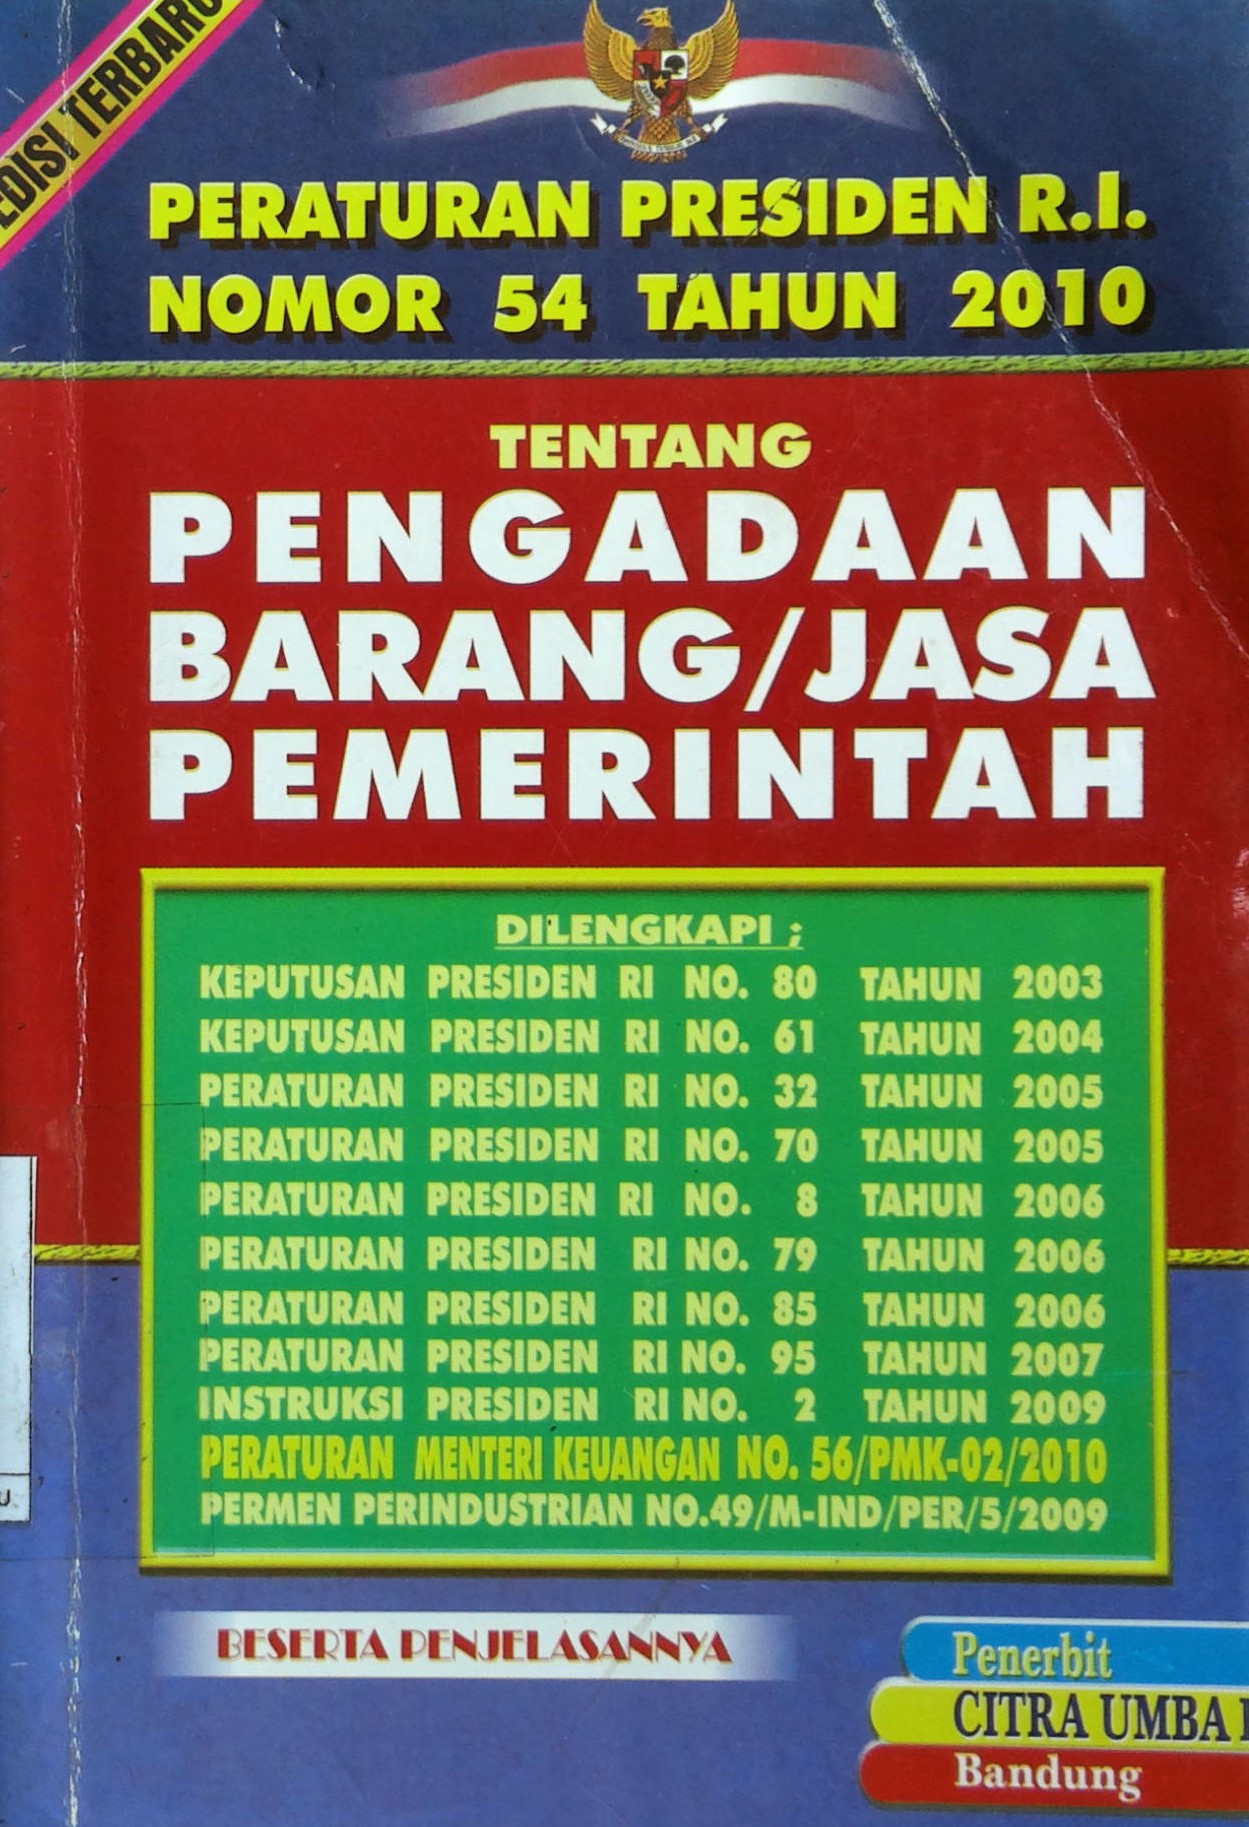 EDISI TERBARU
PERATURAN PRESIDEN R.I.
NOMOR 54 TAHUN 2010
TENTANG
PENGADAAN
BARANG/JASA
PEMERINTAH
DILENGKAPI ;
KEPUTUSAN PRESIDEN RI NO. 80 TAHUN 2003
KEPUTUSAN PRESIDEN RI NO. 61 TAHUN 2004
PERATURAN PRESIDEN RI NO. 32 TAHUN 2005
PERATURAN PRESIDEN RI NO. 70 TAHUN 2005
PERATURAN PRESIDEN RI NO. 8 TAHUN 2006
PERATURAN PRESIDEN RI NO. 79 TAHUN 2006
PERATURAN PRESIDEN RI NO. 85 TAHUN 2006
PERATURAN PRESIDEN RI NO. 95 TAHUN 2007
INSTRUKSI PRESIDEN RI NO. 2 TAHUN 2009
PERATURAN MENTERI KEUANGAN NO. 56/PMK-02/2010
PERMEN PERINDUSTRIAN NO.49/M-IND/PER/5/2009
BESERTA PENJELASANNYA
Penerbit
CITRA UMBA
Bandung